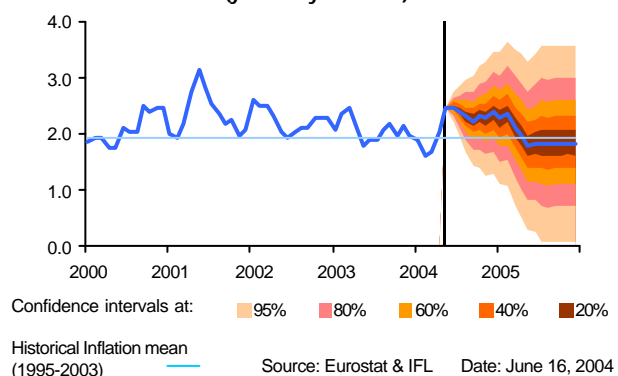 4.0
3.0
2.0
1.0
0.0
2000 2001 2002 2003 2004 2005
Confidence intervals at: 95% 80% 60% 40% 20%
Historical Inflation mean
(1995-2003) Source: Eurostat & IFL Date: June 16, 2004